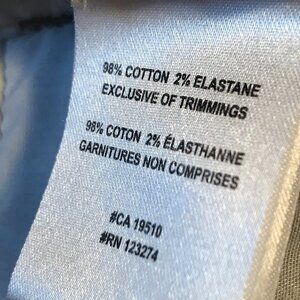 98% COTTON 2% ELASTANE
EXCLUSIVE OF TRIMMINGS
98% COTON 2% ÉLASTHANNE
GARNITURES NON COMPRISES
#CA 19510
#RN 123274